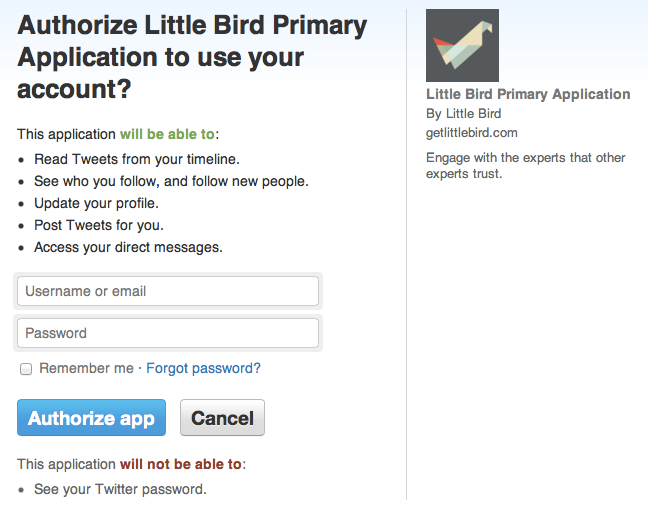 Authorize Little Bird Primary
Application to use your
account?
This application will be able to:
• Read Tweets from your timeline.
• See who you follow, and follow new people.
• Update your profile.
• Post Tweets for you.
• Access your direct messages.
Username or email
Password
Remember me · Forgot password?
Authorize app
Cancel
This application will not be able to:
• See your Twitter password.
Little Bird Primary Application
By Little Bird
getlittlebird.com
Engage with the experts that other
experts trust.